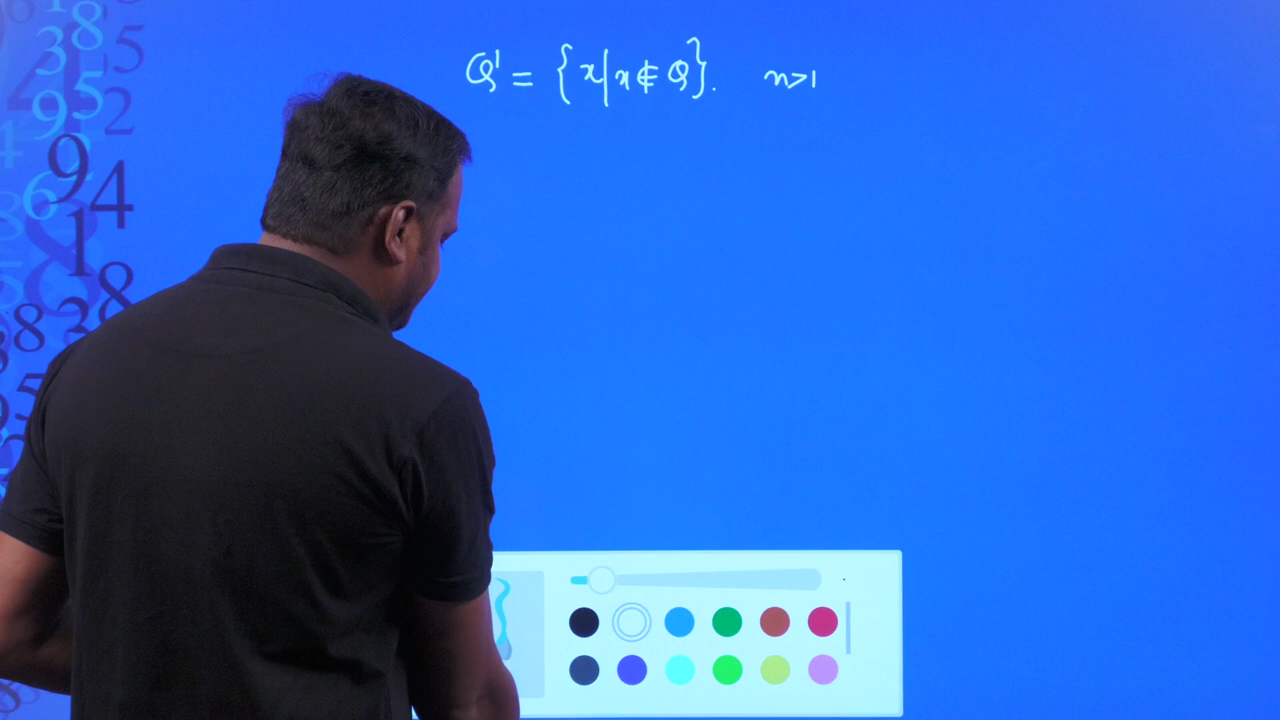 Q' = {x | x ∉ Q}. n>1